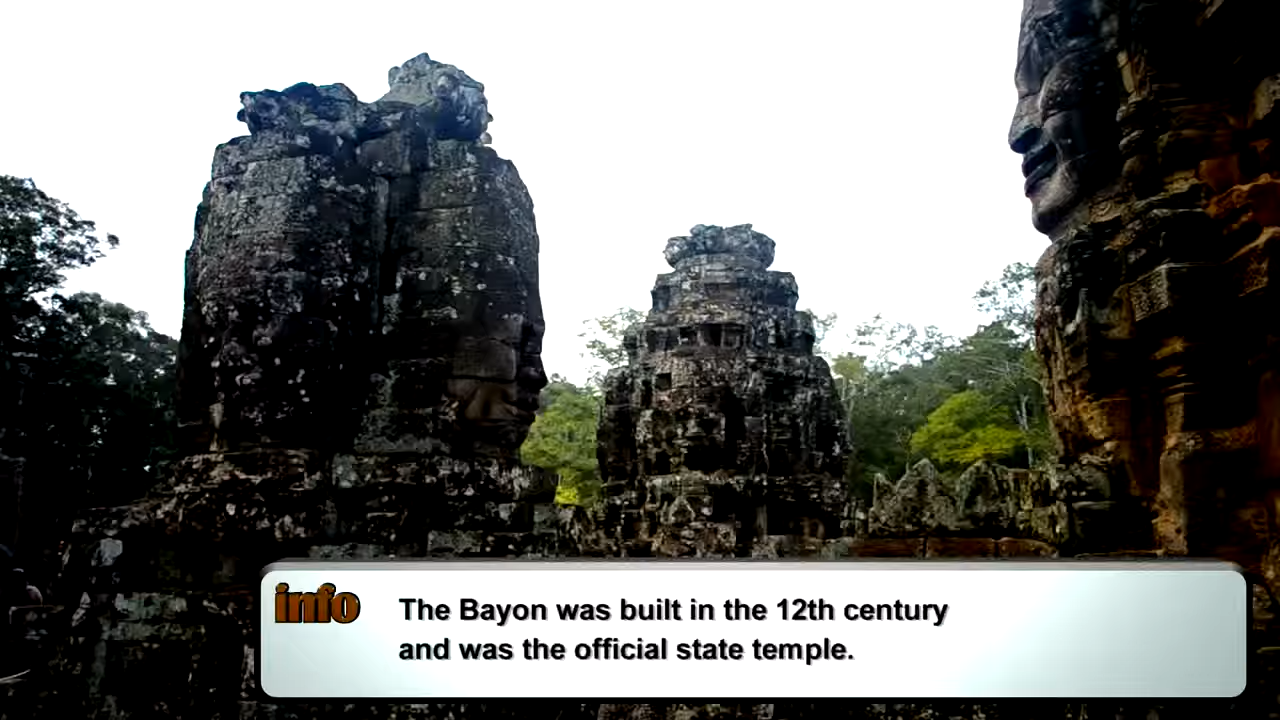 info
The Bayon was built in the 12th century
and was the official state temple.